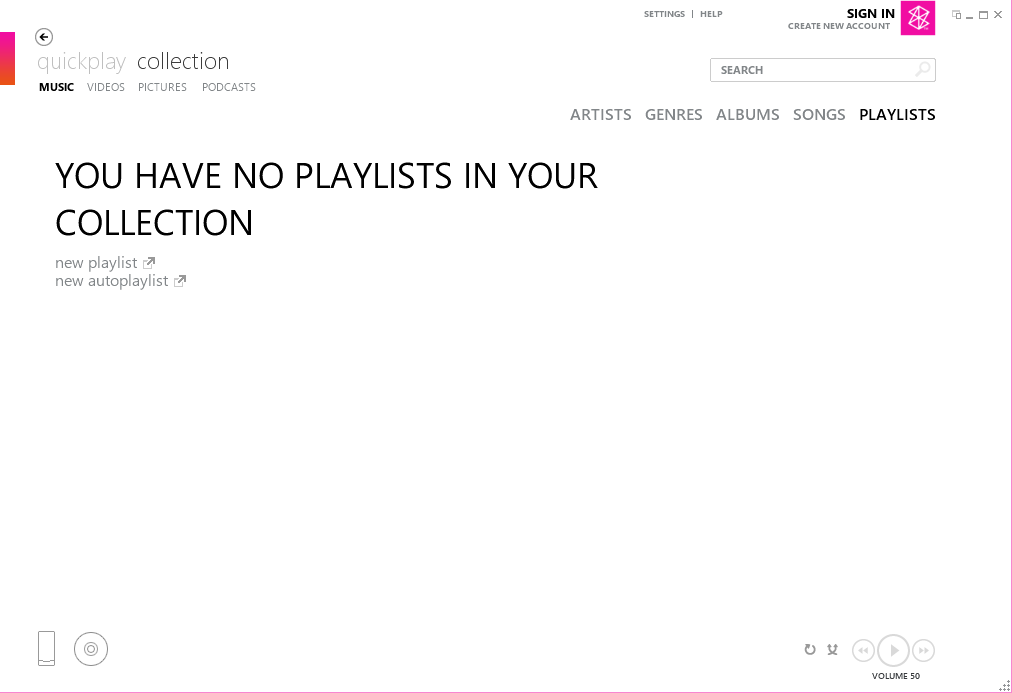 SETTINGS | HELP
SIGN IN
CREATE NEW ACCOUNT
quickplay collection
MUSIC VIDEOS PICTURES PODCASTS
SEARCH
ARTISTS GENRES ALBUMS SONGS PLAYLISTS
YOU HAVE NO PLAYLISTS IN YOUR
COLLECTION
new playlist
new autoplaylist
VOLUME 50